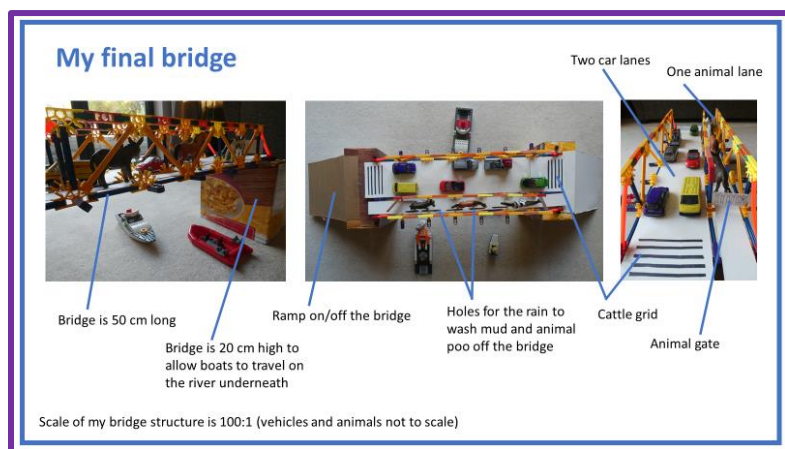 My final bridge
Two car lanes
One animal lane
Bridge is 50 cm long
Bridge is 20 cm high to
allow boats to travel on
the river underneath
Ramp on/off the bridge
Holes for the rain to
wash mud and animal
poo off the bridge
Cattle grid
Animal gate
Scale of my bridge structure is 100:1 (vehicles and animals not to scale)